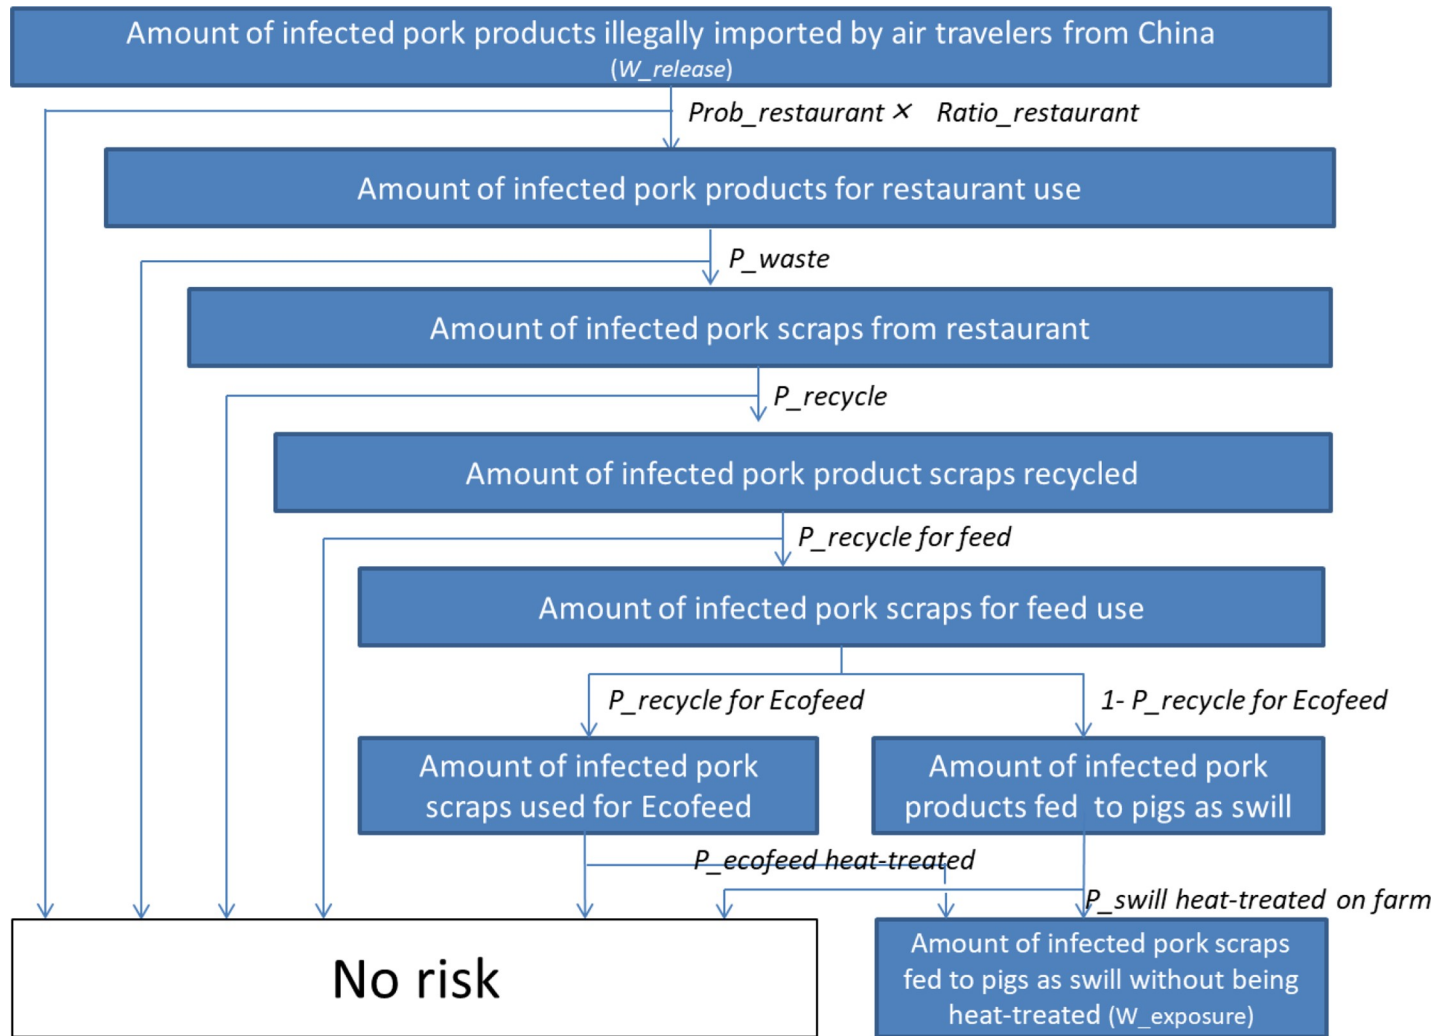 Amount of infected pork products illegally imported by air travelers from China
(W_release)
Prob_restaurant × Ratio_restaurant
Amount of infected pork products for restaurant use
P_waste
Amount of infected pork scraps from restaurant
P_recycle
Amount of infected pork product scraps recycled
P_recycle for feed
Amount of infected pork scraps for feed use
P_recycle for Ecofeed
1- P_recycle for Ecofeed
Amount of infected pork
scraps used for Ecofeed
Amount of infected pork
products fed to pigs as swill
P_ecofeed heat-treated
P_swill heat-treated on farm
No risk
Amount of infected pork scraps
fed to pigs as swill without being
heat-treated (W_exposure)